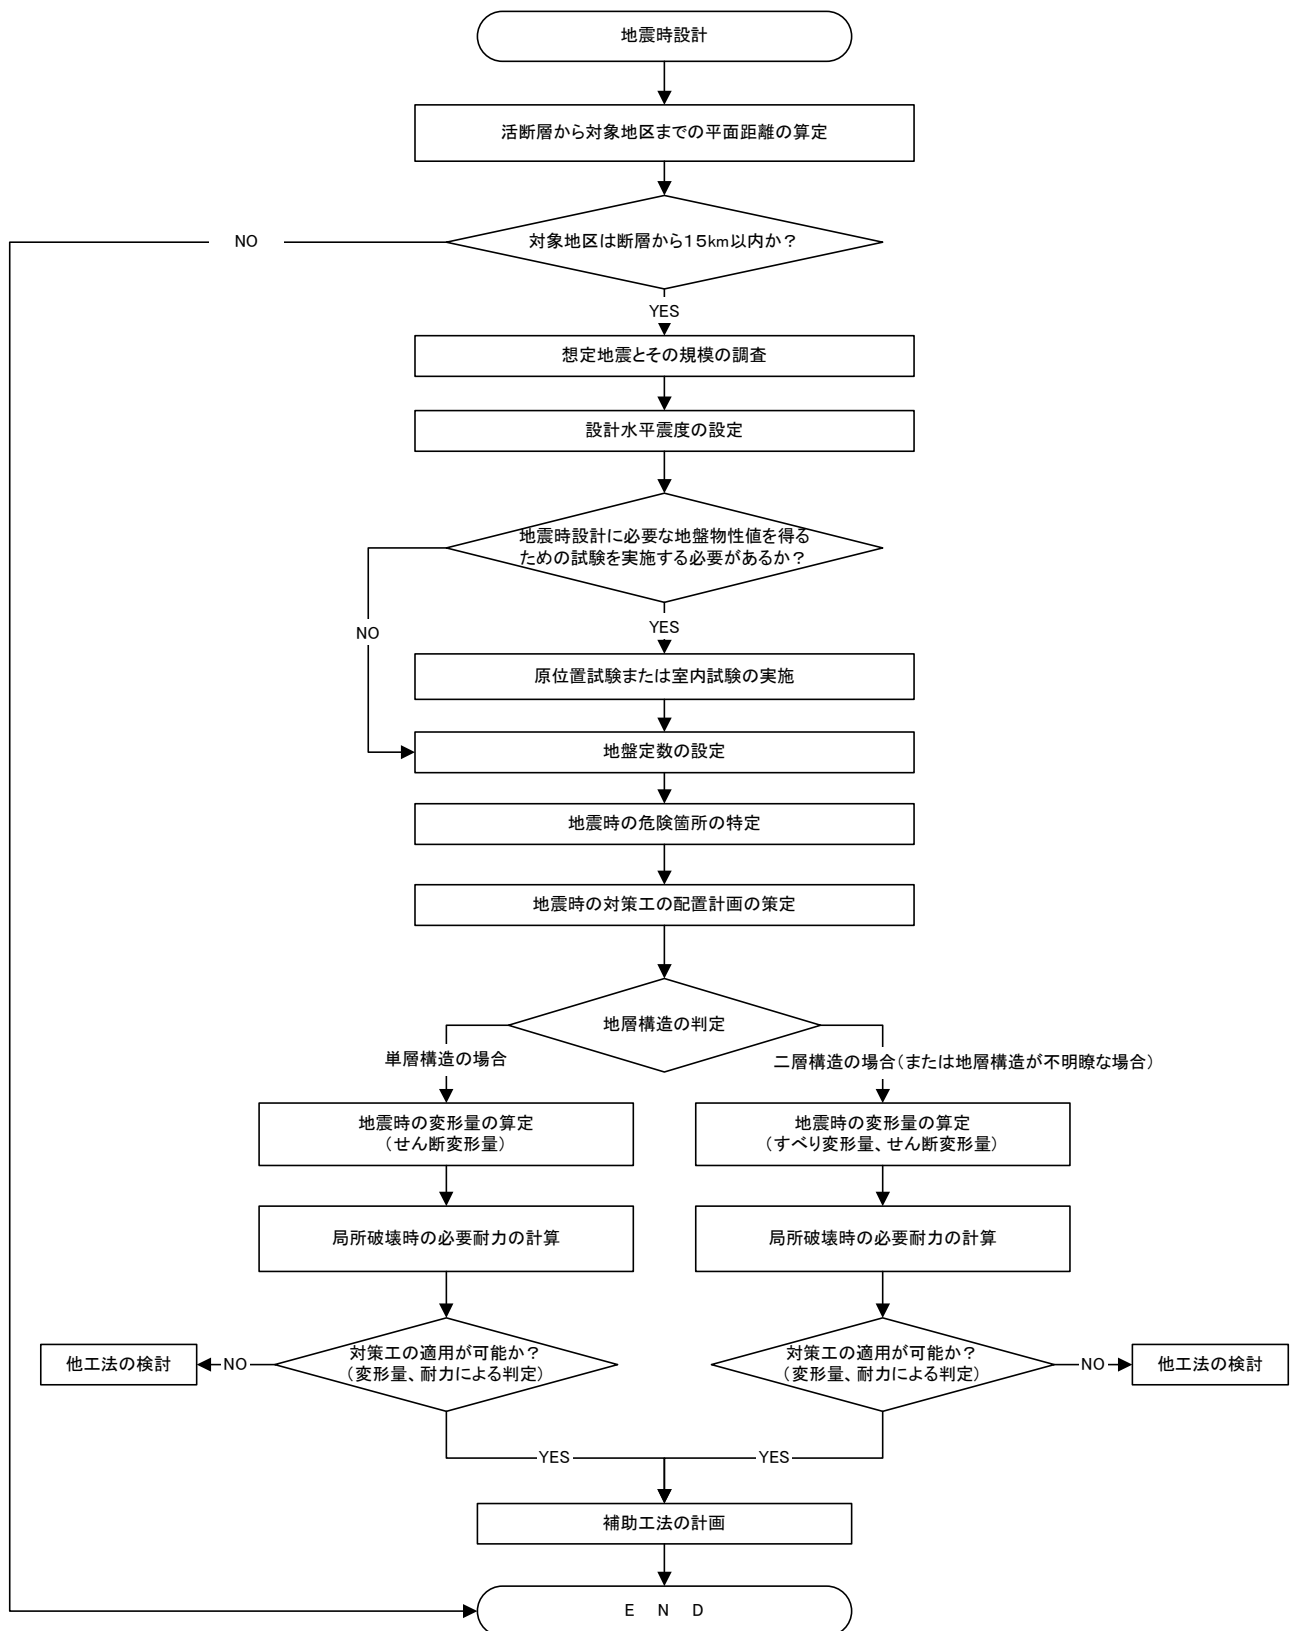 地震時設計
活断層から対象地区までの平面距離の算定
対象地区は断層から15km以内か？
NO
YES
想定地震とその規模の調査
設計水平震度の設定
地震時設計に必要な地盤物性値を得る
ための試験を実施する必要があるか？
NO
YES
原位置試験または室内試験の実施
地盤定数の設定
地震時の危険箇所の特定
地震時の対策工の配置計画の策定
地層構造の判定
単層構造の場合
二層構造の場合（または地層構造が不明瞭な場合）
地震時の変形量の算定
（せん断変形量）
地震時の変形量の算定
（すべり変形量、せん断変形量）
局所破壊時の必要耐力の計算
局所破壊時の必要耐力の計算
他工法の検討
NO
対策工の適用が可能か？
（変形量、耐力による判定）
対策工の適用が可能か？
（変形量、耐力による判定）
NO
他工法の検討
YES
YES
補助工法の計画
E N D